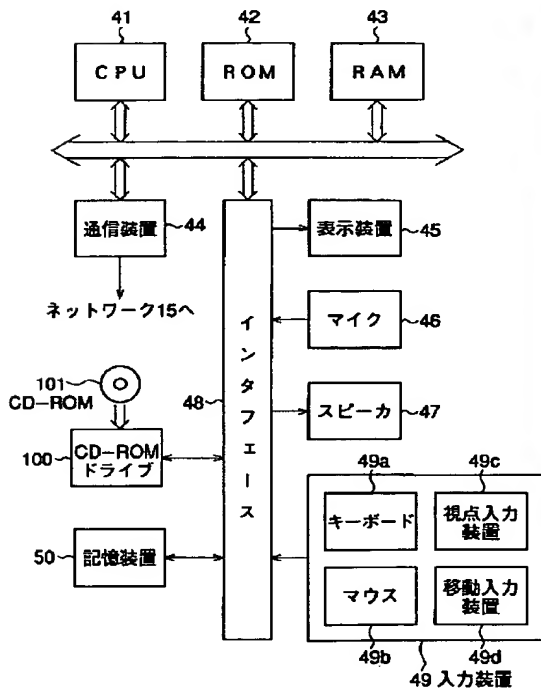 41 42 43
CPU ROM RAM
通信装置 44
ネットワーク15へ
表示装置 45
マイク 46
スピーカ 47
48
インタフェース
101
CD-ROM
100
CD-ROM
ドライブ
50 記憶装置
49a 49c
キーボード
視点入力
装置
マウス
移動入力
装置
49b 49d
49 入力装置